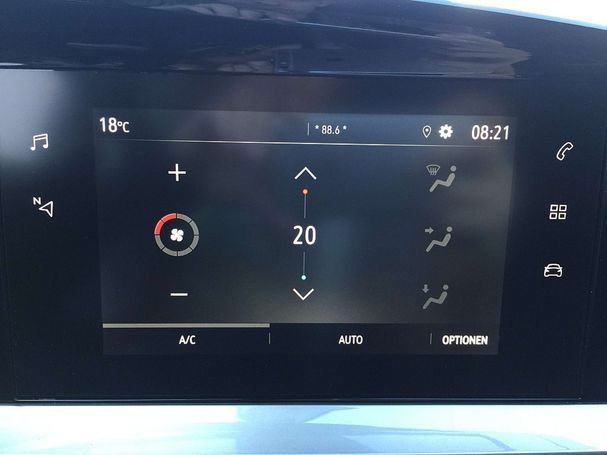 18°C * 88.6 * 08:21
N
20
A/C AUTO OPTIONEN